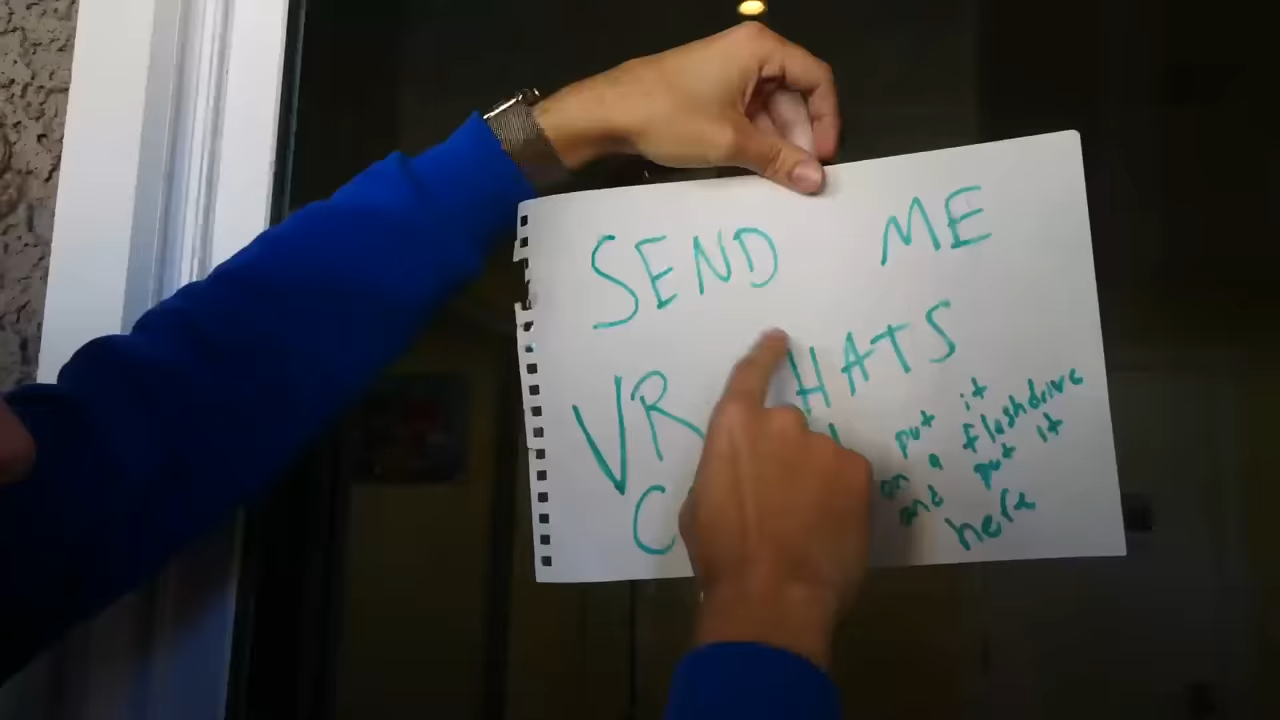 SEND ME
VR HATS
put it
on a flashdrive
and put it
here